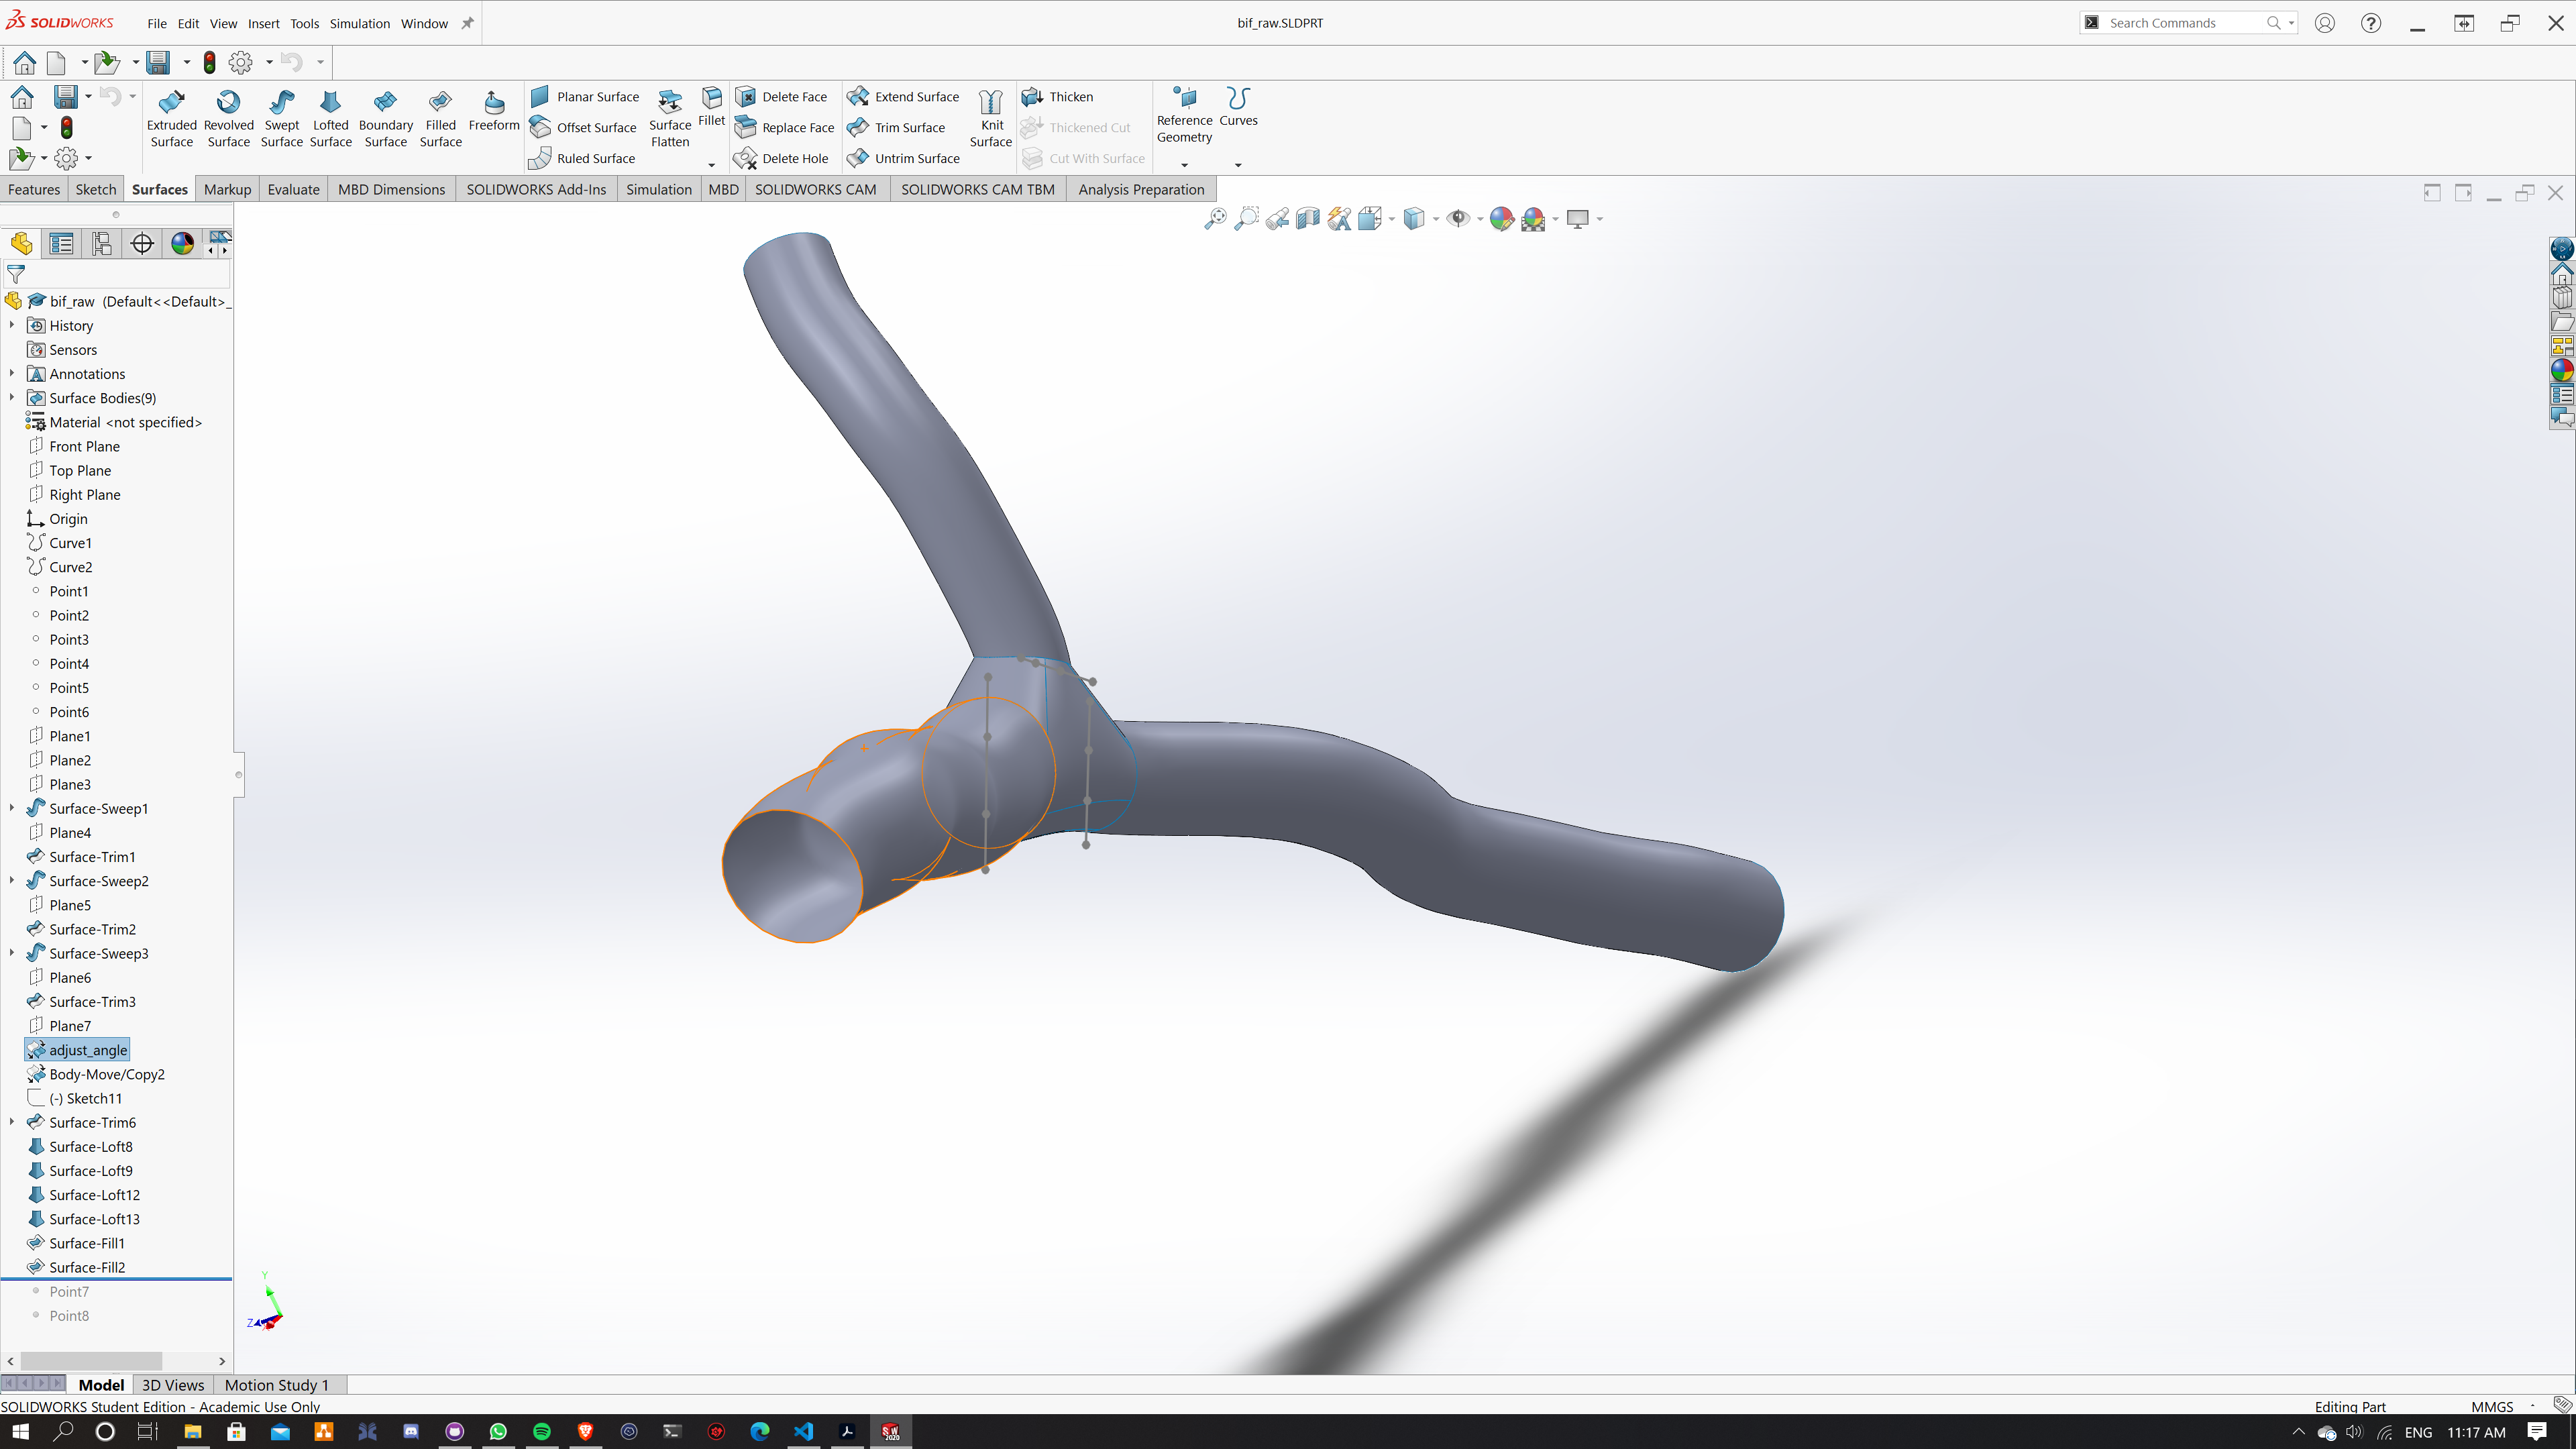 SOLIDWORKS File Edit View Insert Tools Simulation Window bif_raw.SLDPRT Search Commands
Extruded Surface Revolved Surface Swept Surface Lofted Surface Boundary Surface Filled Surface Freeform
Planar Surface
Offset Surface
Ruled Surface
Surface Flatten Fillet
Delete Face
Replace Face
Delete Hole
Extend Surface
Trim Surface
Untrim Surface
Knit Surface
Thicken
Thickened Cut
Cut With Surface
Reference Geometry Curves
Features Sketch Surfaces Markup Evaluate MBD Dimensions SOLIDWORKS Add-Ins Simulation MBD SOLIDWORKS CAM SOLIDWORKS CAM TBM Analysis Preparation
bif_raw (Default<<Default>_
History
Sensors
Annotations
Surface Bodies(9)
Material <not specified>
Front Plane
Top Plane
Right Plane
Origin
Curve1
Curve2
Point1
Point2
Point3
Point4
Point5
Point6
Plane1
Plane2
Plane3
Surface-Sweep1
Plane4
Surface-Trim1
Surface-Sweep2
Plane5
Surface-Trim2
Surface-Sweep3
Plane6
Surface-Trim3
Plane7
adjust_angle
Body-Move/Copy2
(-) Sketch11
Surface-Trim6
Surface-Loft8
Surface-Loft9
Surface-Loft12
Surface-Loft13
Surface-Fill1
Surface-Fill2
Point7
Point8
Y
Z
Model 3D Views Motion Study 1
SOLIDWORKS Student Edition - Academic Use Only Editing Part MMGS
ENG 11:17 AM